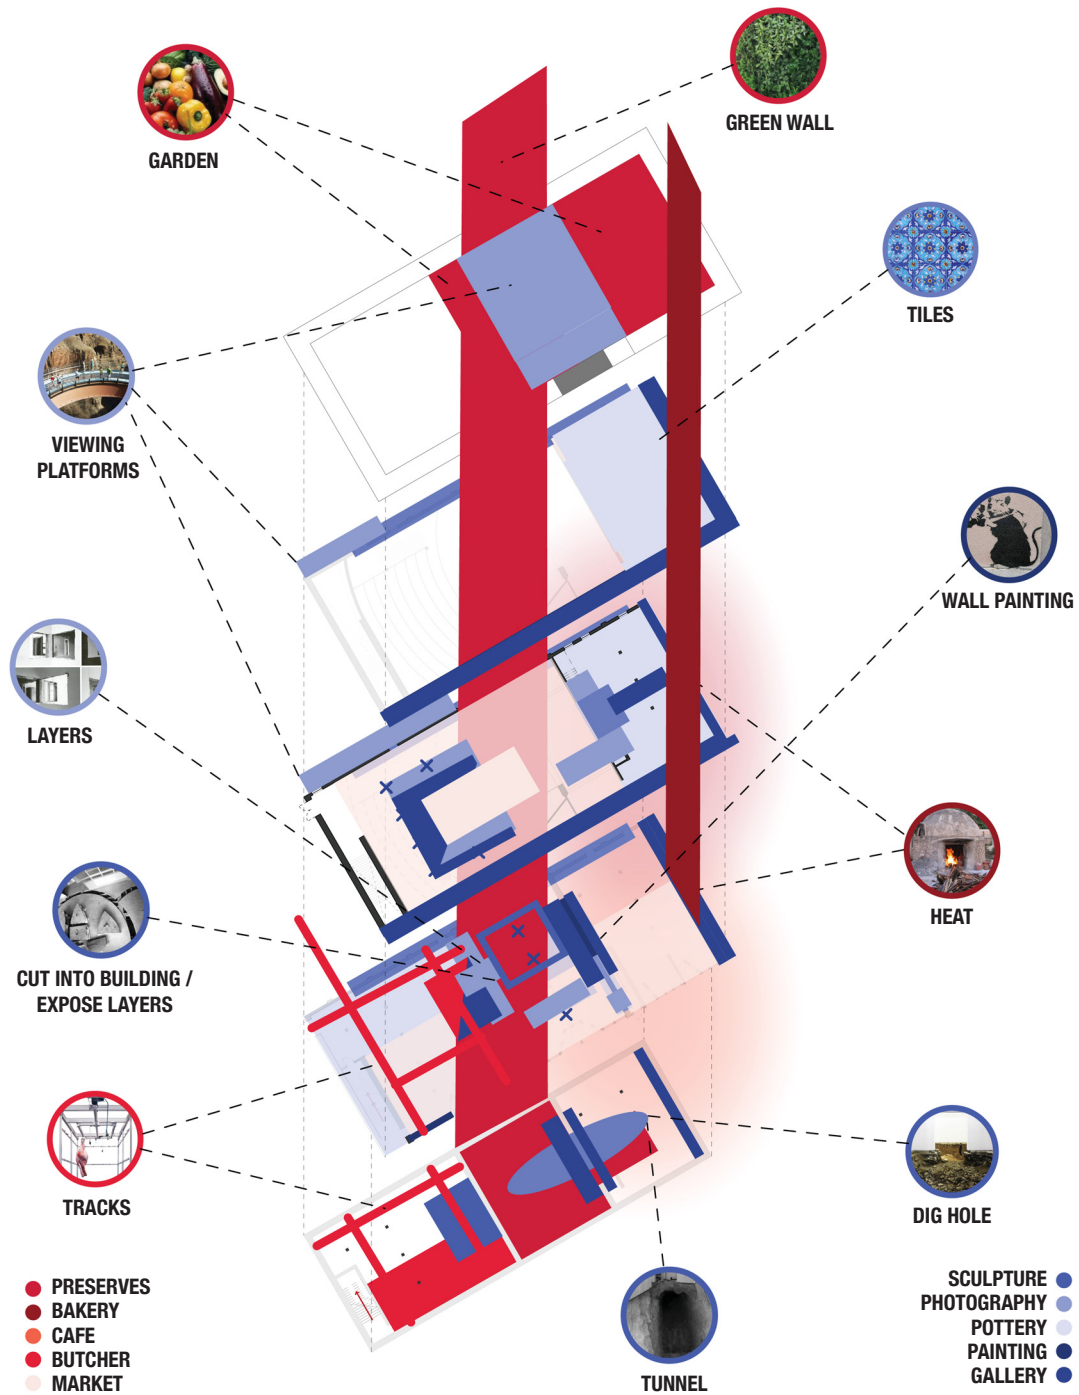 GREEN WALL
GARDEN
TILES
VIEWING
PLATFORMS
WALL PAINTING
LAYERS
HEAT
CUT INTO BUILDING /
EXPOSE LAYERS
TRACKS
DIG HOLE
TUNNEL
PRESERVES
BAKERY
CAFE
BUTCHER
MARKET
SCULPTURE
PHOTOGRAPHY
POTTERY
PAINTING
GALLERY